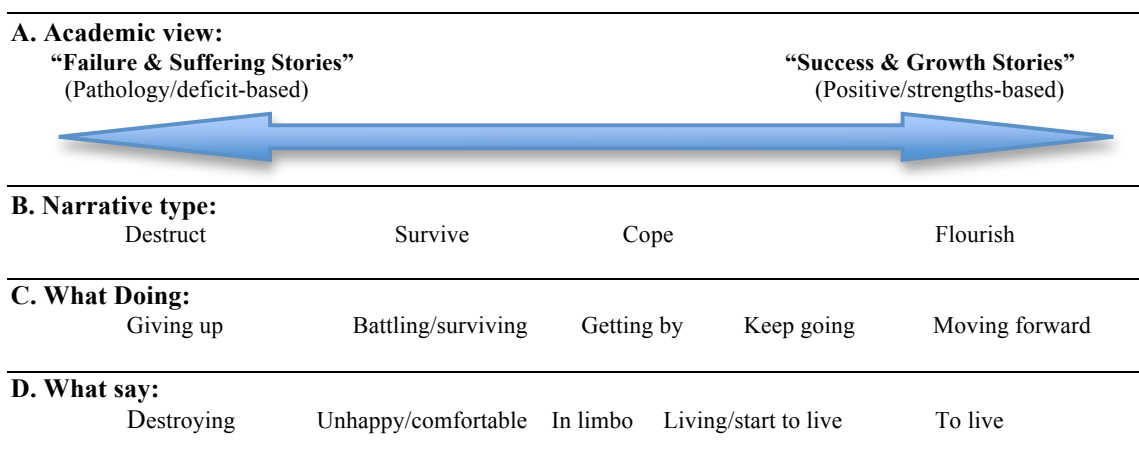 A. Academic view:
“Failure & Suffering Stories” “Success & Growth Stories”
(Pathology/deficit-based) (Positive/strengths-based)
B. Narrative type:
Destruct Survive Cope Flourish
C. What Doing:
Giving up Battling/surviving Getting by Keep going Moving forward
D. What say:
Destroying Unhappy/comfortable In limbo Living/start to live To live